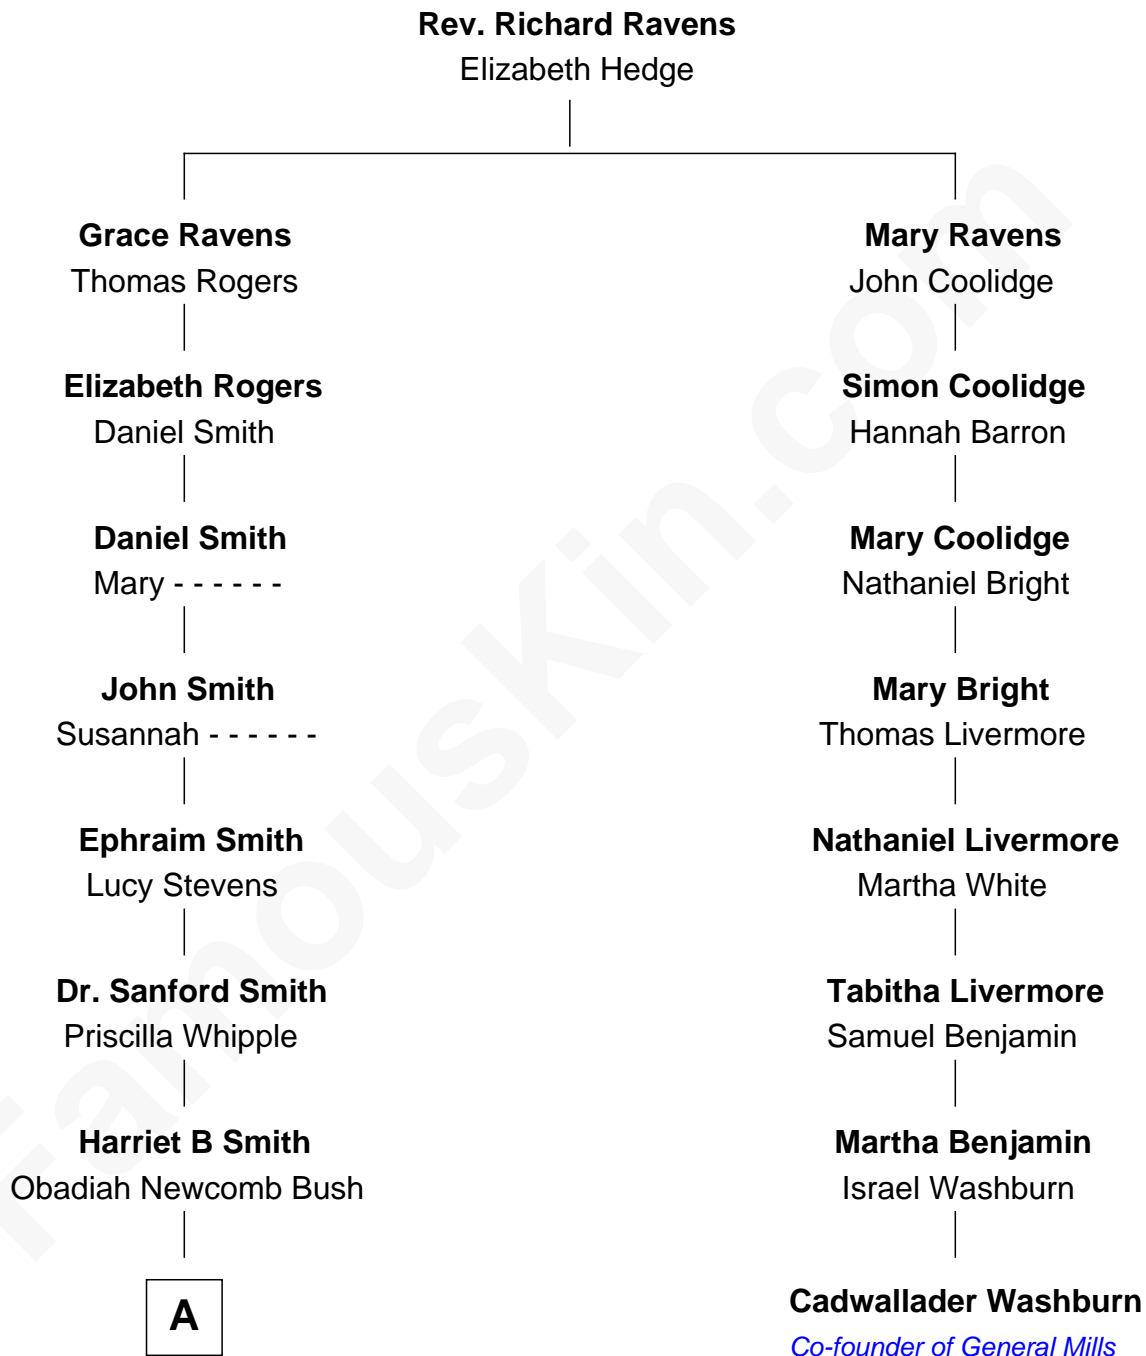 Rev. Richard Ravens
Elizabeth Hedge
Grace Ravens
Thomas Rogers
Mary Ravens
John Coolidge
Elizabeth Rogers
Daniel Smith
Simon Coolidge
Hannah Barron
Daniel Smith
Mary - - - - - -
Mary Coolidge
Nathaniel Bright
John Smith
Susannah - - - - - -
Mary Bright
Thomas Livermore
Ephraim Smith
Lucy Stevens
Nathaniel Livermore
Martha White
Dr. Sanford Smith
Priscilla Whipple
Tabitha Livermore
Samuel Benjamin
Harriet B Smith
Obadiah Newcomb Bush
Martha Benjamin
Israel Washburn
A
Cadwallader Washburn
Co-founder of General Mills
FamousKin.com